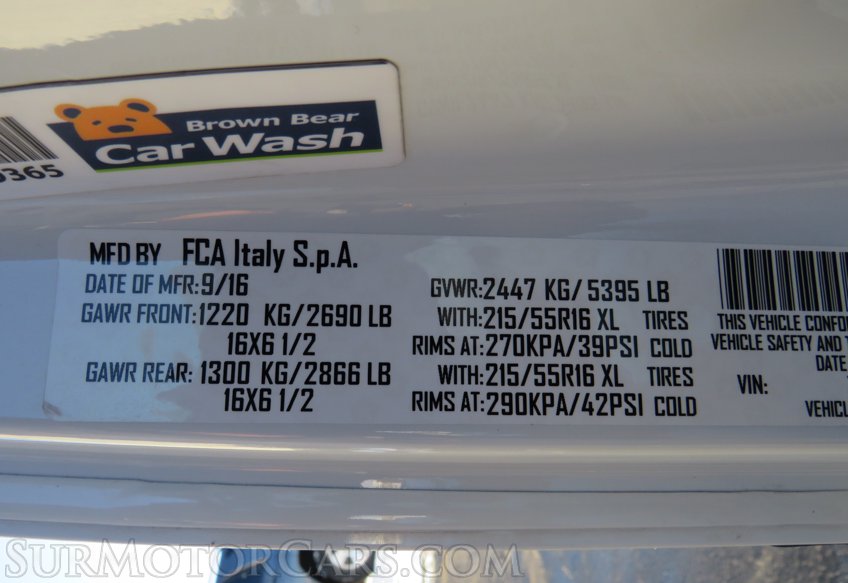 Brown Bear
Car Wash
365
MFD BY FCA Italy S.p.A.
DATE OF MFR:9/16
GAWR FRONT:1220 KG/2690 LB
16X6 1/2
GAWR REAR: 1300 KG/2866 LB
16X6 1/2
GVWR:2447 KG/ 5395 LB
WITH:215/55R16 XL TIRES
RIMS AT:270KPA/39PSI COLD
WITH:215/55R16 XL TIRES
RIMS AT:290KPA/42PSI COLD
THIS VEHICLE CONFO
VEHICLE SAFETY AND T
DATE
VIN:
VEHICL
SurMotorCars.com